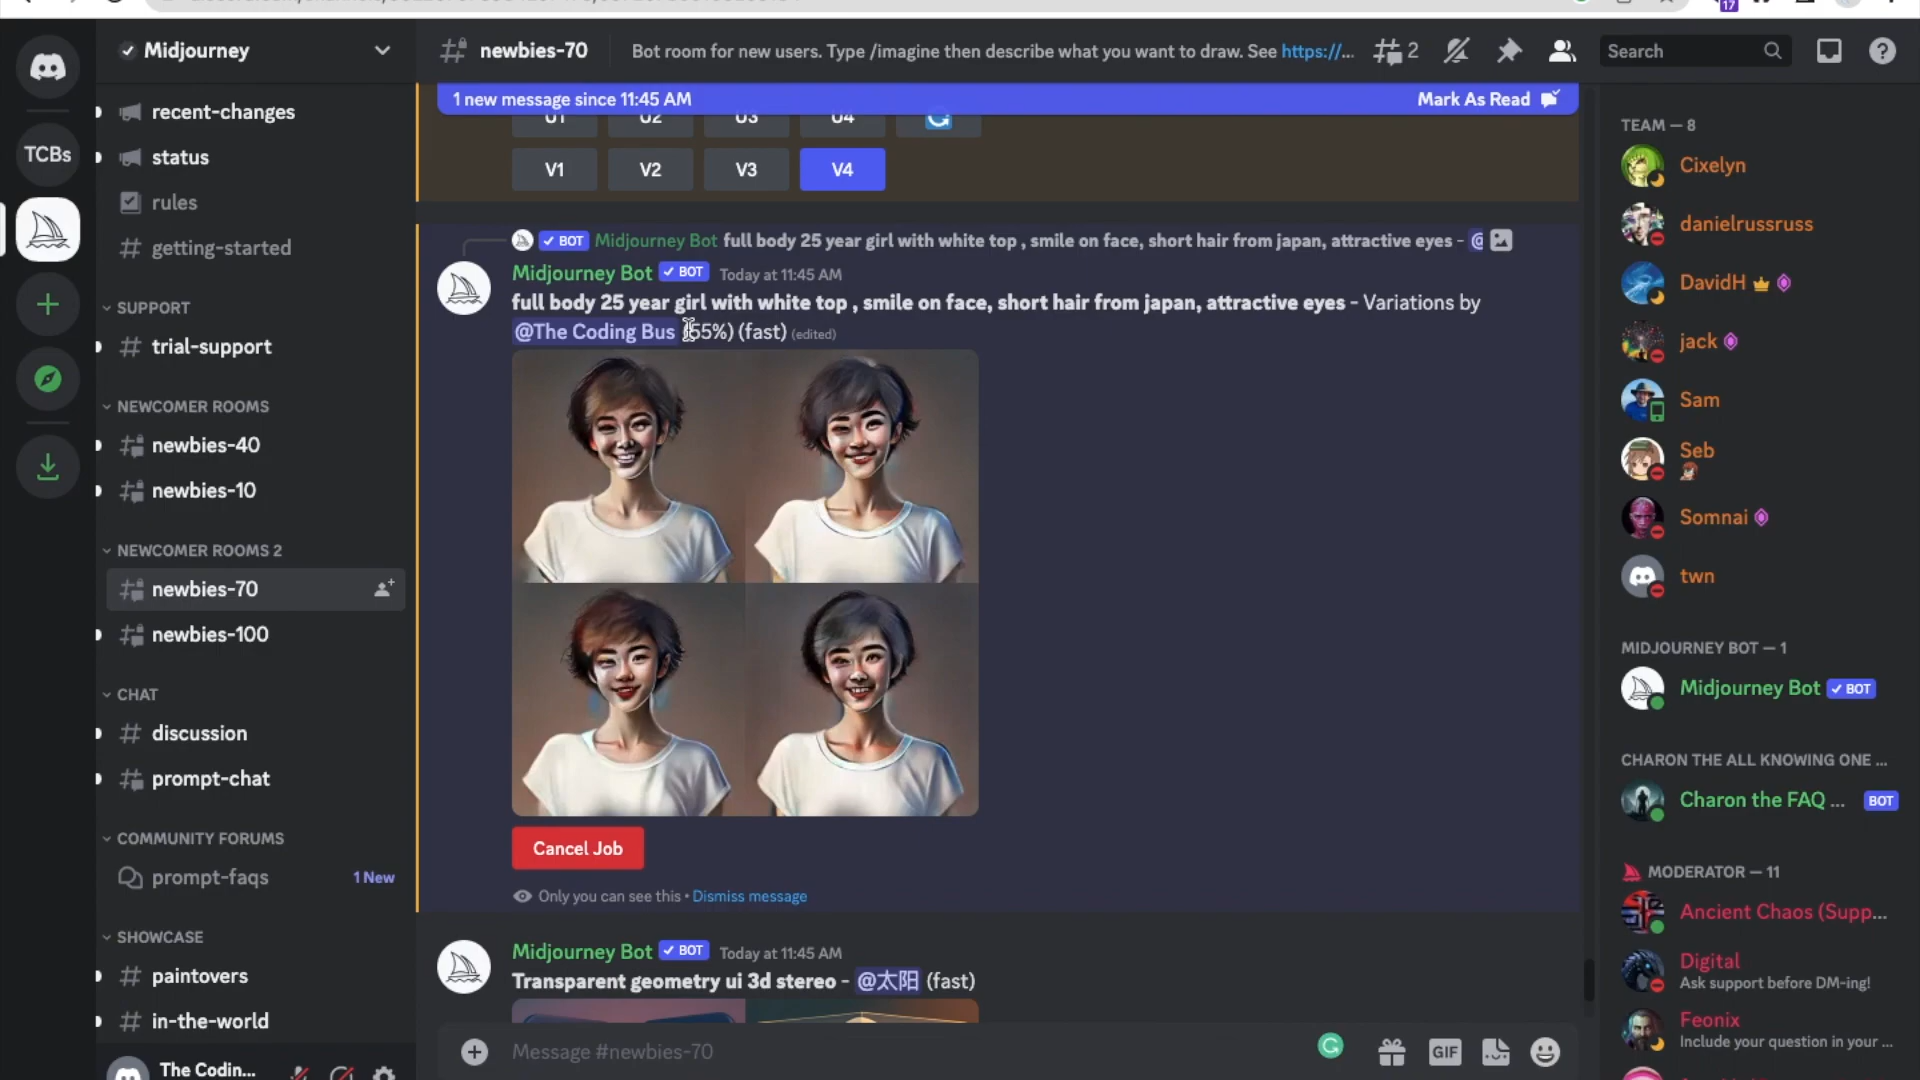 Midjourney
newbies-70
Bot room for new users. Type /imagine then describe what you want to draw. See https://...
2
Search
17
TCBs
recent-changes
status
rules
getting-started
SUPPORT
trial-support
NEWCOMER ROOMS
newbies-40
newbies-10
NEWCOMER ROOMS 2
newbies-70
newbies-100
CHAT
discussion
prompt-chat
COMMUNITY FORUMS
prompt-faqs
1 New
SHOWCASE
paintovers
in-the-world
The Codin...
1 new message since 11:45 AM
Mark As Read
U1 U2 U3 U4
V1 V2 V3 V4
BOT Midjourney Bot full body 25 year girl with white top , smile on face, short hair from japan, attractive eyes - @
Midjourney Bot BOT Today at 11:45 AM
full body 25 year girl with white top , smile on face, short hair from japan, attractive eyes - Variations by
@The Coding Bus (55%) (fast) (edited)
Cancel Job
Only you can see this • Dismiss message
Midjourney Bot BOT Today at 11:45 AM
Transparent geometry ui 3d stereo - @太阳 (fast)
Message #newbies-70
GIF
TEAM — 8
Cixelyn
danielrussruss
DavidH
jack
Sam
Seb
Somnai
twn
MIDJOURNEY BOT — 1
Midjourney Bot BOT
CHARON THE ALL KNOWING ONE ...
Charon the FAQ ... BOT
MODERATOR — 11
Ancient Chaos (Supp...
Digital
Ask support before DM-ing!
Feonix
Include your question in your ...